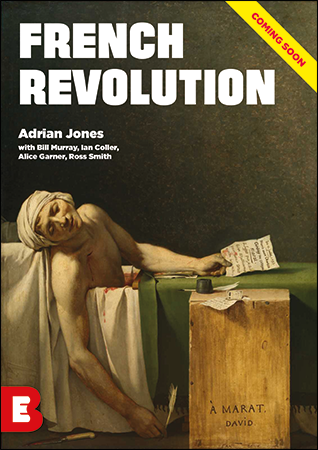 COMING SOON
FRENCH
REVOLUTION
Adrian Jones
with Bill Murray, Ian Coller,
Alice Garner, Ross Smith
À MARAT.
DAVID.
E